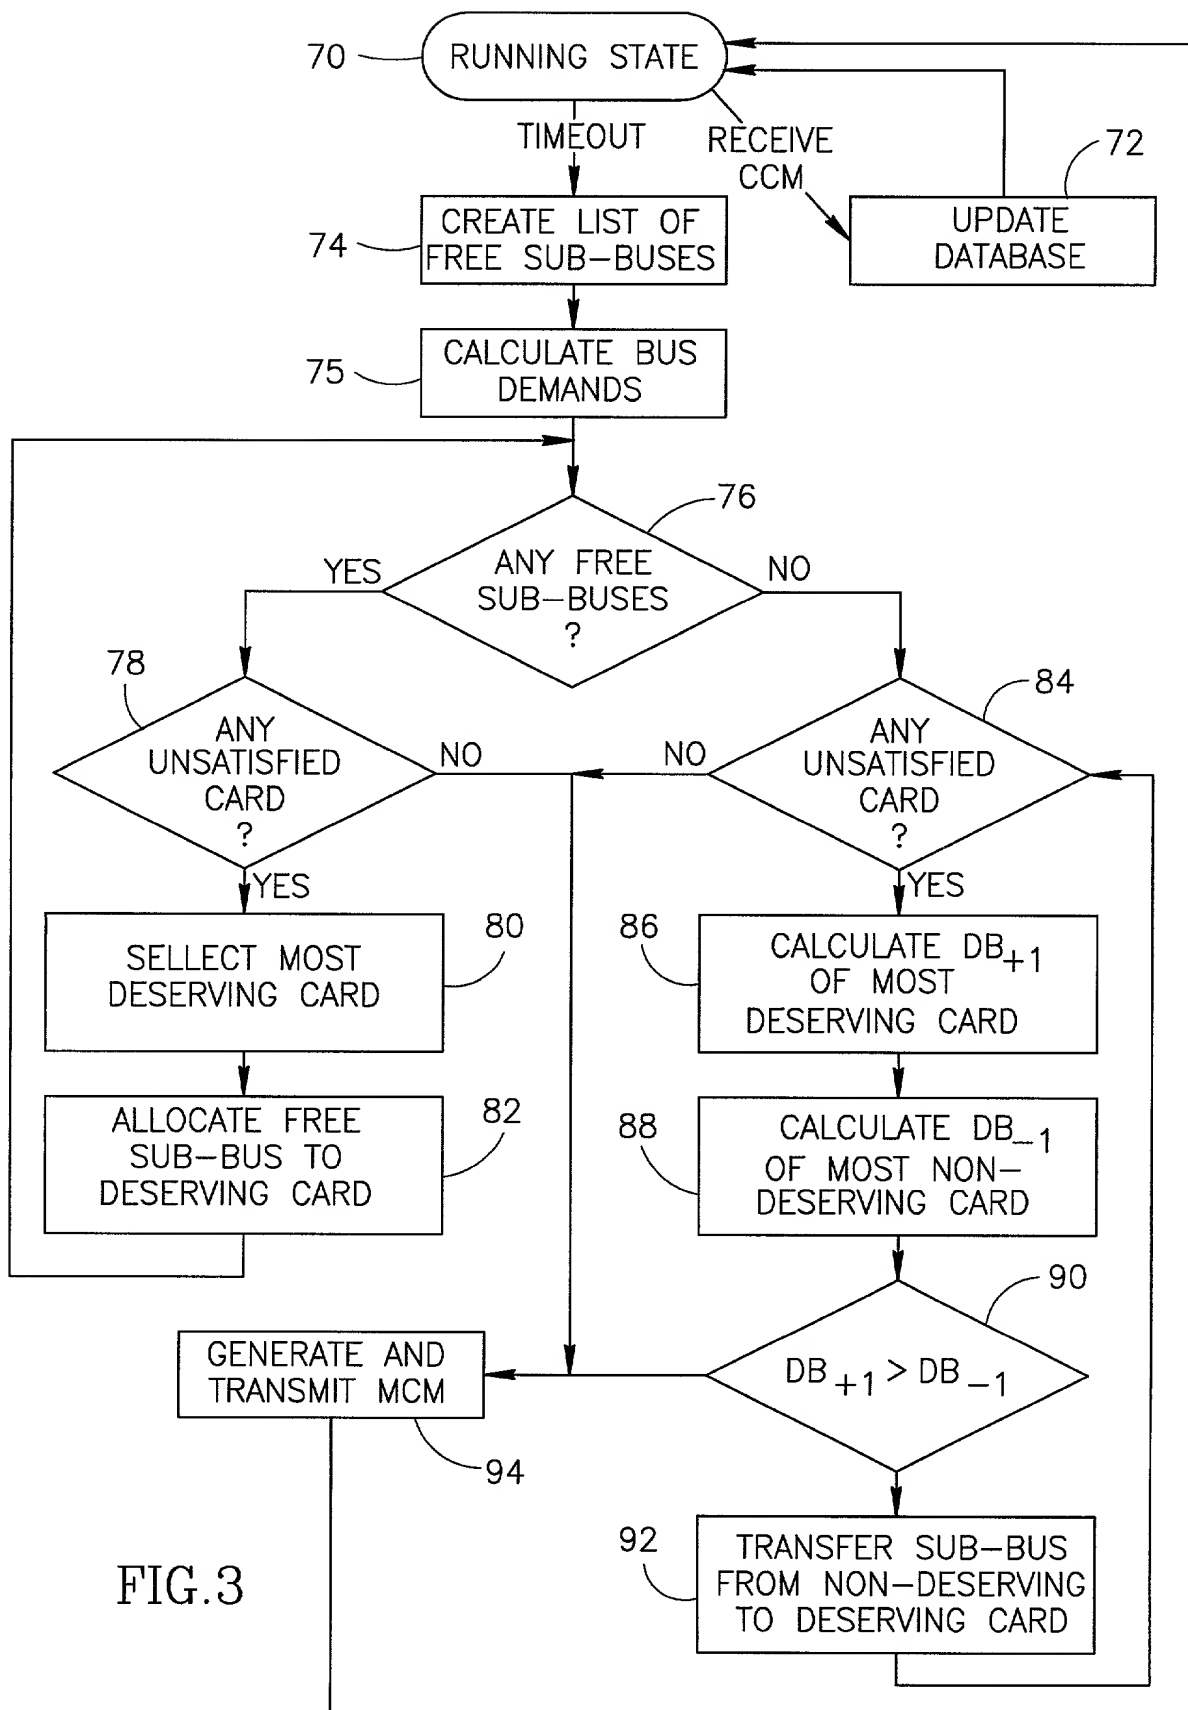 70
RUNNING STATE
TIMEOUT
RECEIVE
CCM
72
UPDATE
DATABASE
74
CREATE LIST OF
FREE SUB-BUSES
75
CALCULATE BUS
DEMANDS
76
ANY FREE
SUB-BUSES
?
YES
NO
78
ANY
UNSATISFIED
CARD
?
NO
YES
84
ANY
UNSATISFIED
CARD
?
NO
YES
80
SELLECT MOST
DESERVING CARD
82
ALLOCATE FREE
SUB-BUS TO
DESERVING CARD
86
CALCULATE DB+1
OF MOST
DESERVING CARD
88
CALCULATE DB-1
OF MOST NON-
DESERVING CARD
90
DB+1 > DB-1
GENERATE AND
TRANSMIT MCM
94
92
TRANSFER SUB-BUS
FROM NON-DESERVING
TO DESERVING CARD
FIG.3